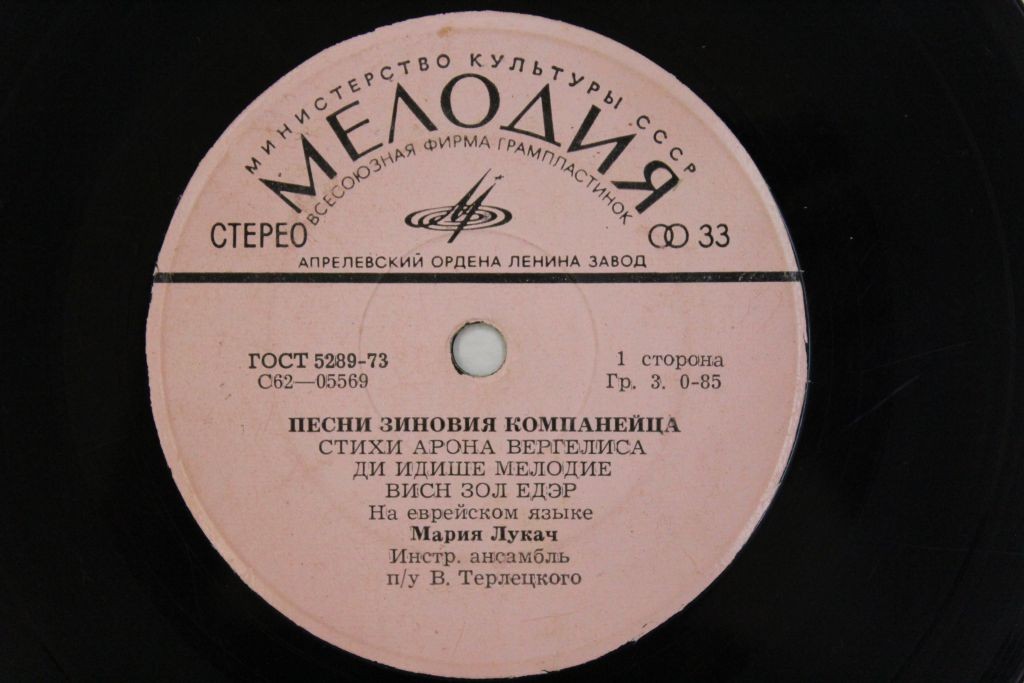 МИНИСТЕРСТВО КУЛЬТУРЫ СССР
МЕЛОДИЯ
ВСЕСОЮЗНАЯ ФИРМА ГРАМПЛАСТИНОК
СТЕРЕО
33
АПРЕЛЕВСКИЙ ОРДЕНА ЛЕНИНА ЗАВОД
ГОСТ 5289-73
С62—05569
1 сторона
Гр. 3. 0-85
ПЕСНИ ЗИНОВИЯ КОМПАНЕЙЦА
СТИХИ АРОНА ВЕРГЕЛИСА
ДИ ИДИШЕ МЕЛОДИЕ
ВИСН ЗОЛ ЕДЭР
На еврейском языке
Мария Лукач
Инстр. ансамбль
п/у В. Терлецкого